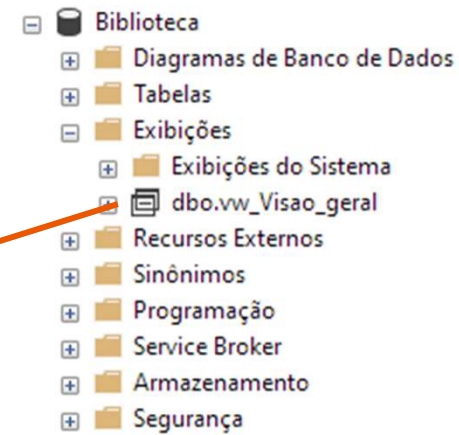 Biblioteca
Diagramas de Banco de Dados
Tabelas
Exibições
Exibições do Sistema
dbo.vw_Visao_geral
Recursos Externos
Sinônimos
Programação
Service Broker
Armazenamento
Segurança